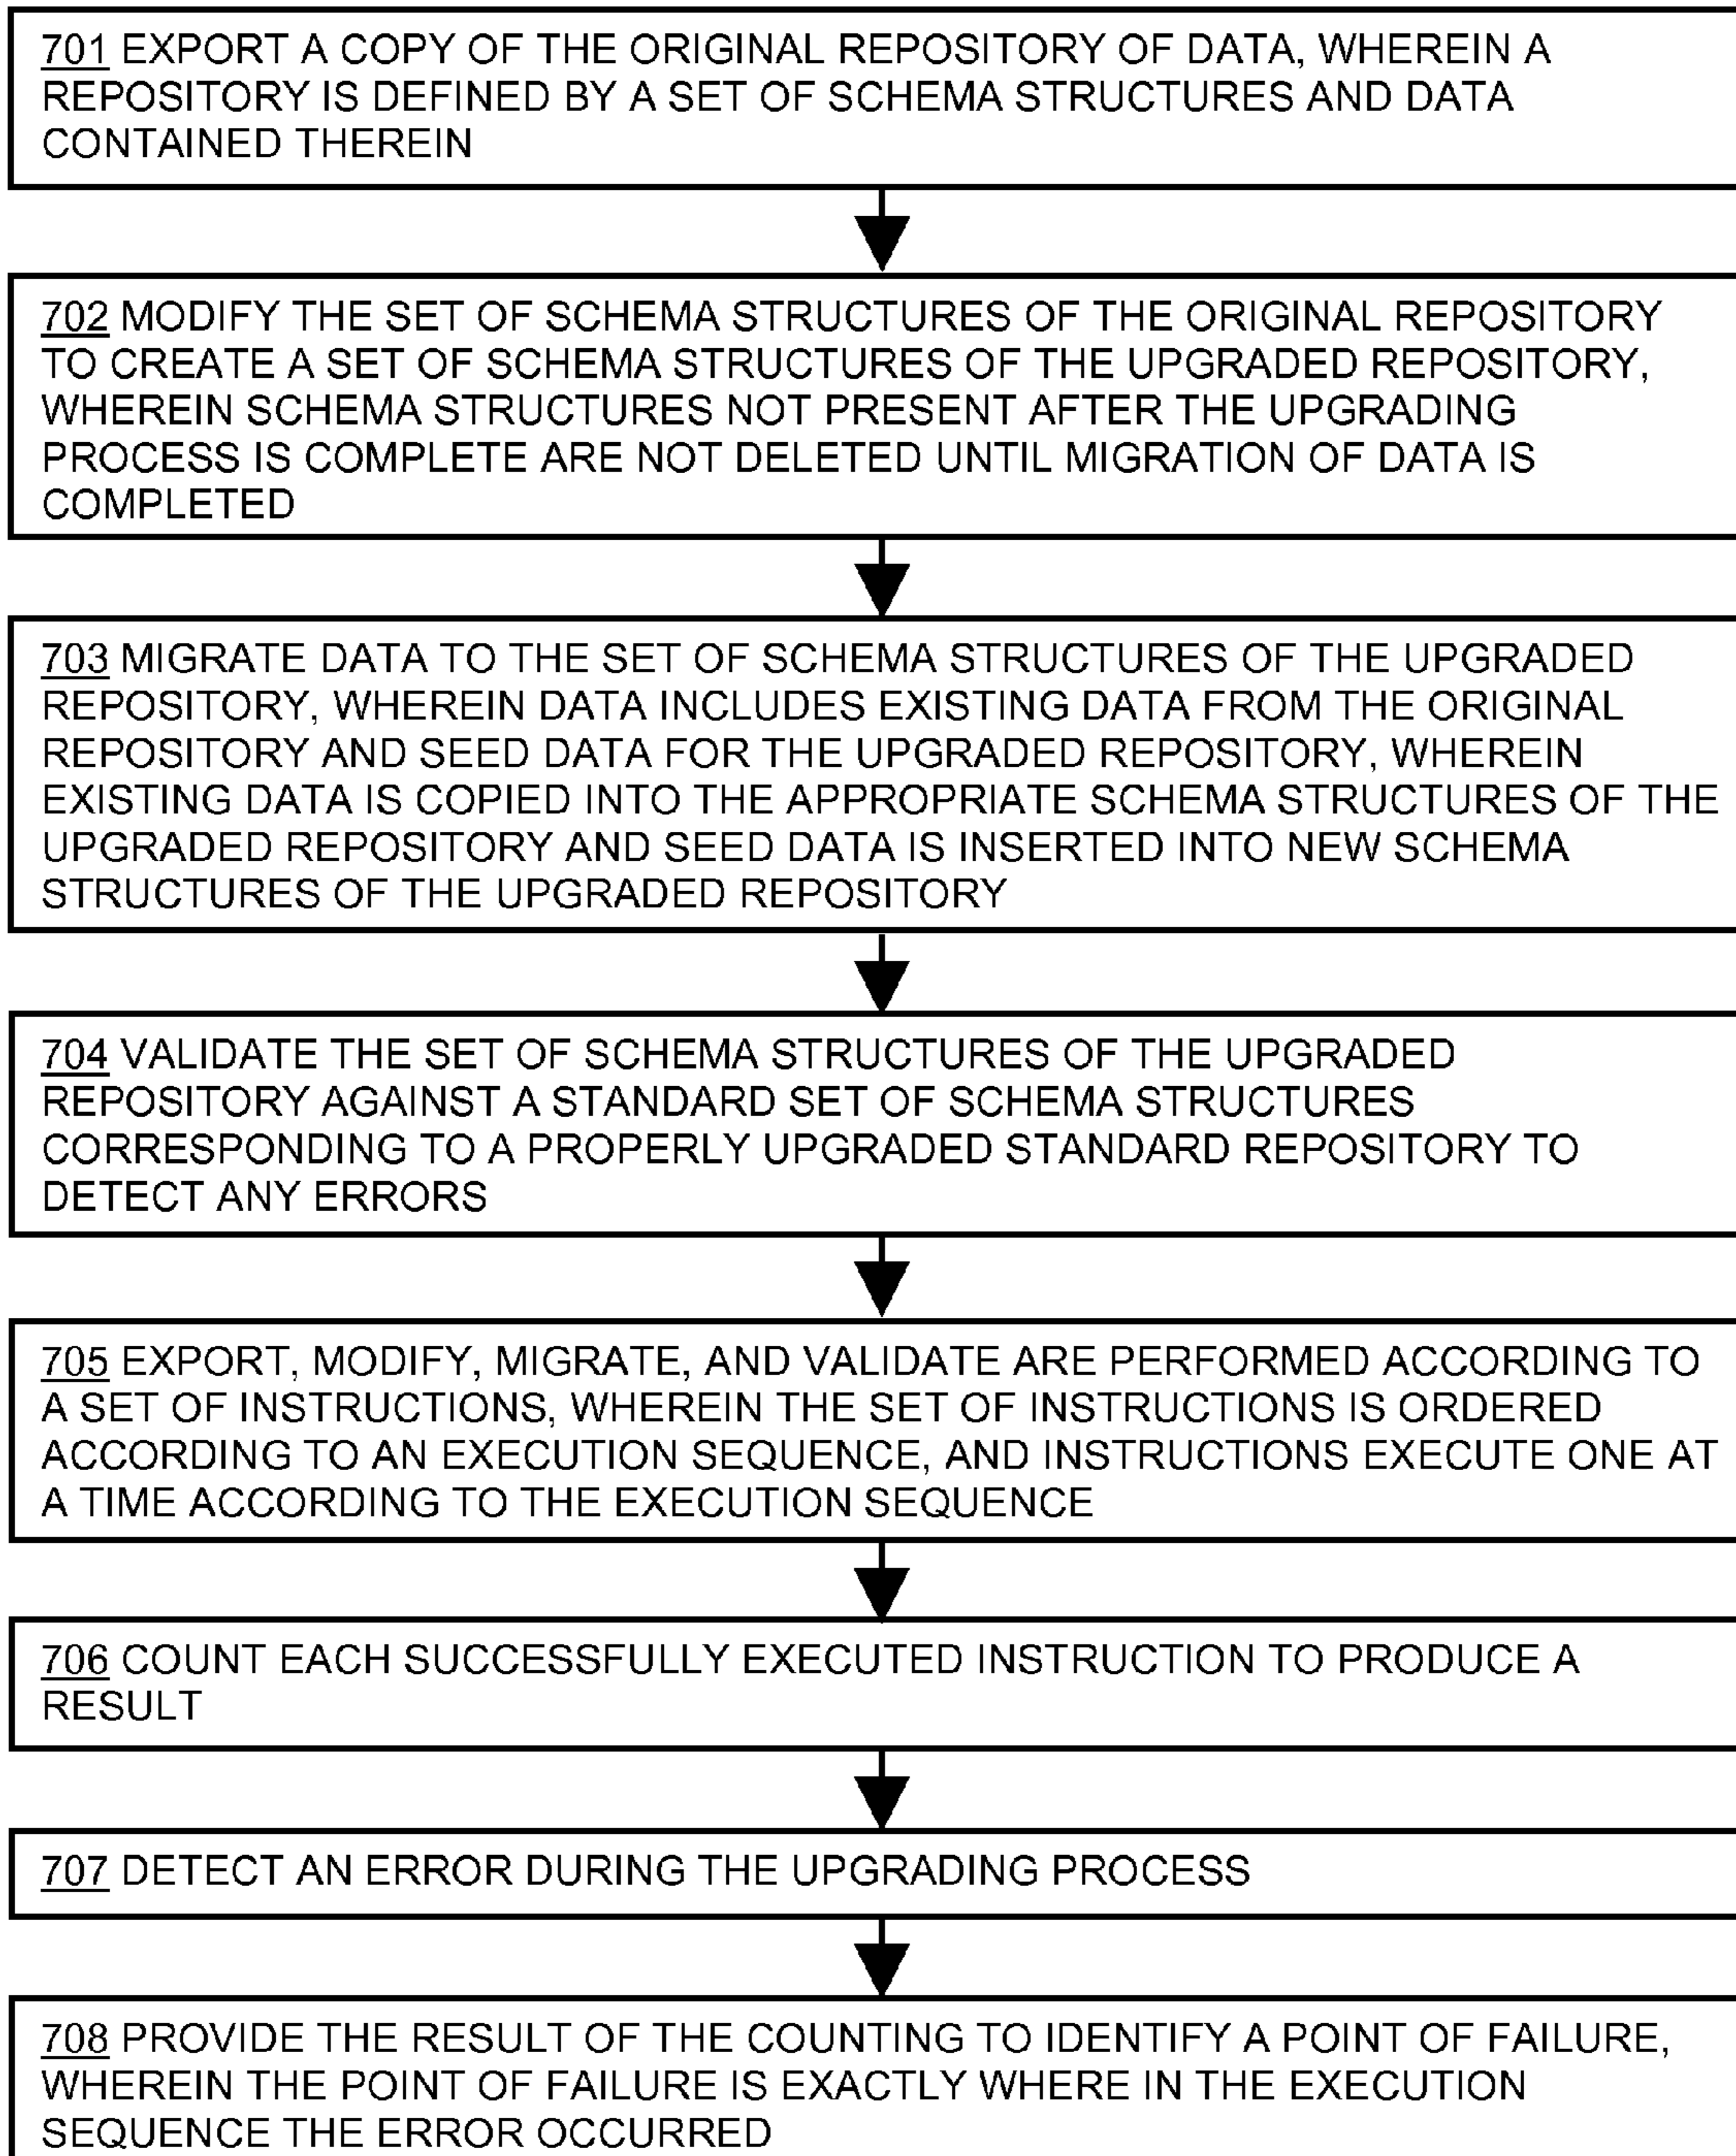 701 EXPORT A COPY OF THE ORIGINAL REPOSITORY OF DATA, WHEREIN A
REPOSITORY IS DEFINED BY A SET OF SCHEMA STRUCTURES AND DATA
CONTAINED THEREIN
702 MODIFY THE SET OF SCHEMA STRUCTURES OF THE ORIGINAL REPOSITORY
TO CREATE A SET OF SCHEMA STRUCTURES OF THE UPGRADED REPOSITORY,
WHEREIN SCHEMA STRUCTURES NOT PRESENT AFTER THE UPGRADING
PROCESS IS COMPLETE ARE NOT DELETED UNTIL MIGRATION OF DATA IS
COMPLETED
703 MIGRATE DATA TO THE SET OF SCHEMA STRUCTURES OF THE UPGRADED
REPOSITORY, WHEREIN DATA INCLUDES EXISTING DATA FROM THE ORIGINAL
REPOSITORY AND SEED DATA FOR THE UPGRADED REPOSITORY, WHEREIN
EXISTING DATA IS COPIED INTO THE APPROPRIATE SCHEMA STRUCTURES OF THE
UPGRADED REPOSITORY AND SEED DATA IS INSERTED INTO NEW SCHEMA
STRUCTURES OF THE UPGRADED REPOSITORY
704 VALIDATE THE SET OF SCHEMA STRUCTURES OF THE UPGRADED
REPOSITORY AGAINST A STANDARD SET OF SCHEMA STRUCTURES
CORRESPONDING TO A PROPERLY UPGRADED STANDARD REPOSITORY TO
DETECT ANY ERRORS
705 EXPORT, MODIFY, MIGRATE, AND VALIDATE ARE PERFORMED ACCORDING TO
A SET OF INSTRUCTIONS, WHEREIN THE SET OF INSTRUCTIONS IS ORDERED
ACCORDING TO AN EXECUTION SEQUENCE, AND INSTRUCTIONS EXECUTE ONE AT
A TIME ACCORDING TO THE EXECUTION SEQUENCE
706 COUNT EACH SUCCESSFULLY EXECUTED INSTRUCTION TO PRODUCE A
RESULT
707 DETECT AN ERROR DURING THE UPGRADING PROCESS
708 PROVIDE THE RESULT OF THE COUNTING TO IDENTIFY A POINT OF FAILURE,
WHEREIN THE POINT OF FAILURE IS EXACTLY WHERE IN THE EXECUTION
SEQUENCE THE ERROR OCCURRED